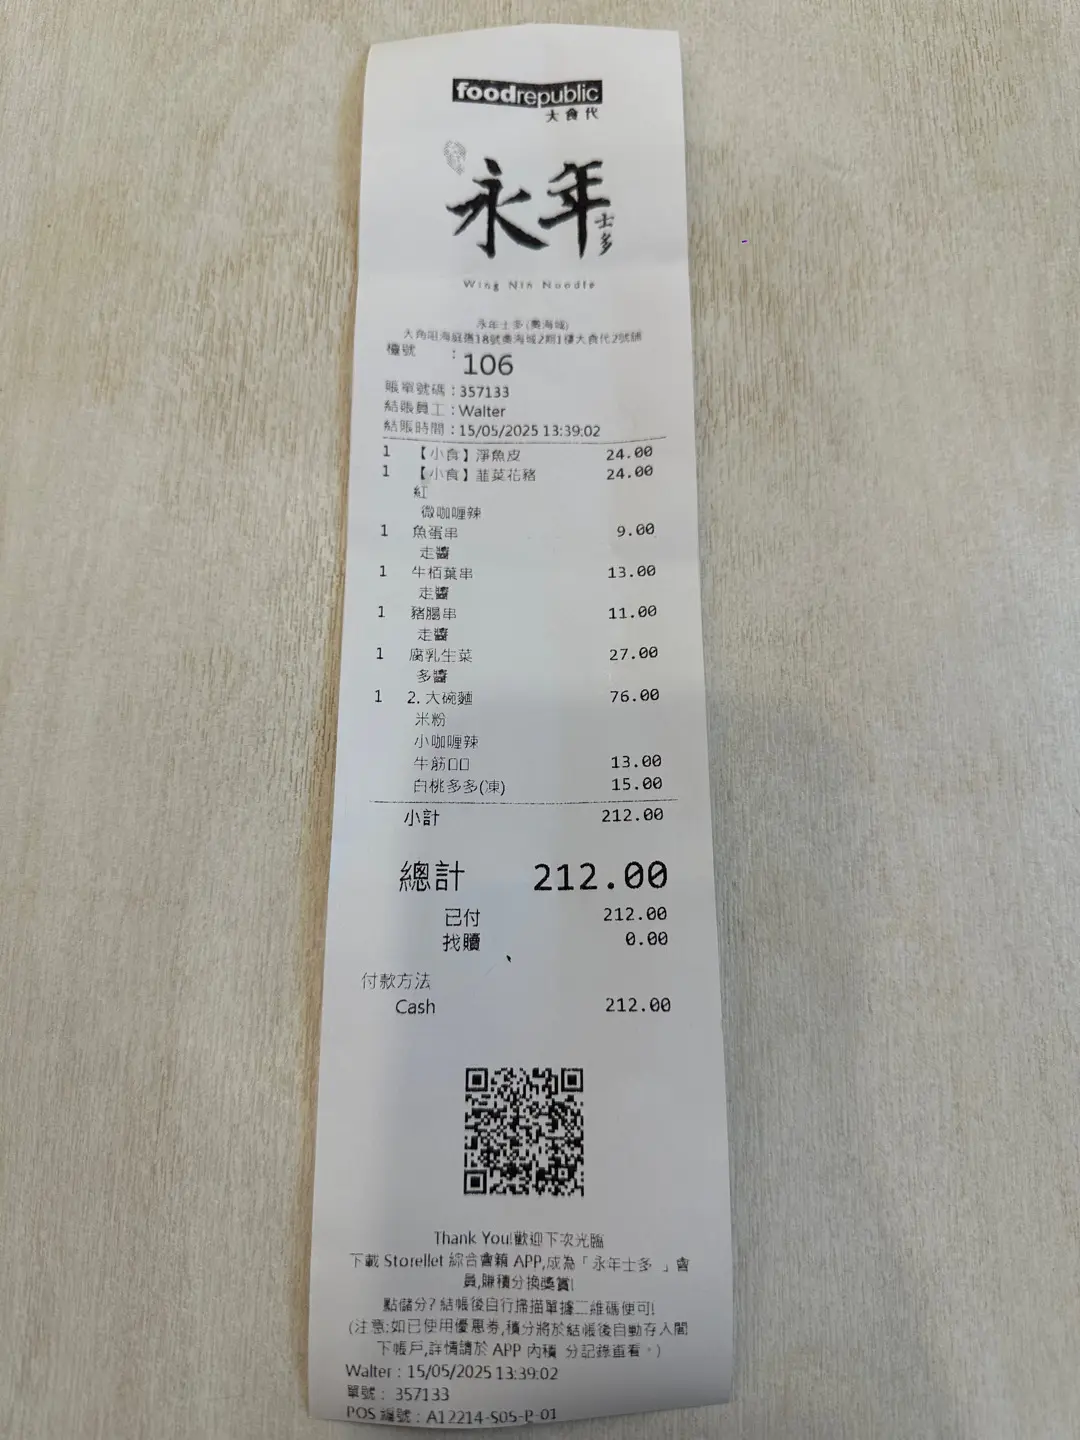 foodrepublic
大食代
永年
士多
Wing Nin Noodle
永年士多(奧海城)
大角咀海庭道18號奧海城2期1樓大食代2號舖
檯號 : 106
賬單號碼 : 357133
結賬員工 : Walter
結賬時間 : 15/05/2025 13:39:02
1 【小食】淨魚皮 24.00
1 【小食】韮菜花豬 24.00
紅
微咖喱辣
1 魚蛋串 9.00
走醬
1 牛栢葉串 13.00
走醬
1 豬腸串 11.00
走醬
1 腐乳生菜 27.00
多醬
1 2. 大碗麵 76.00
米粉
小咖喱辣
牛筋□□ 13.00
白桃多多(凍) 15.00
小計 212.00
總計 212.00
已付 212.00
找贖 0.00
付款方法
Cash 212.00
Thank You!歡迎下次光臨
下載 Storellet 綜合會籍 APP,成為「永年士多 」會
員,賺積分換獎賞!
點儲分? 結帳後自行掃描單據二維碼便可!
(注意:如已使用優惠券,積分將於結帳後自動存入閣
下帳戶,詳情請於 APP 內積 分記錄查看。)
Walter : 15/05/2025 13:39:02
單號 : 357133
POS 編號 : A12214-S05-P-01